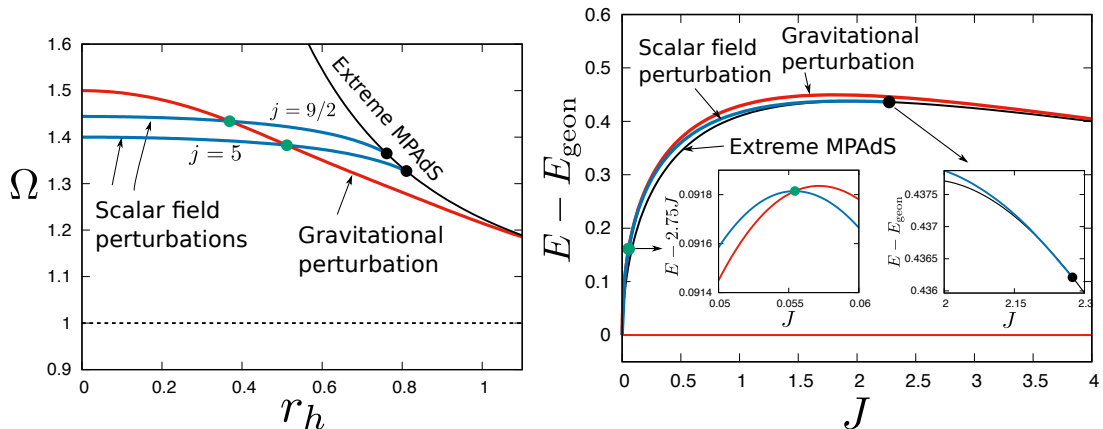 1.6
1.5
1.4
1.3
1.2
1.1
1
0.9
Ω
j = 9/2
j = 5
Extreme MPAdS
Scalar field
perturbations
Gravitational
perturbation
0
0.2
0.4
0.6
0.8
1
r_h
0.6
0.5
0.4
0.3
0.2
0.1
0
E − E_geon
Scalar field
perturbation
Gravitational
perturbation
Extreme MPAdS
0.0918
0.0916
0.0914
E − 2.75J
0.05
0.055
0.06
J
0.4375
0.437
0.4365
0.436
E − E_geon
2
2.15
2.3
J
0
0.5
1
1.5
2
2.5
3
3.5
4
J